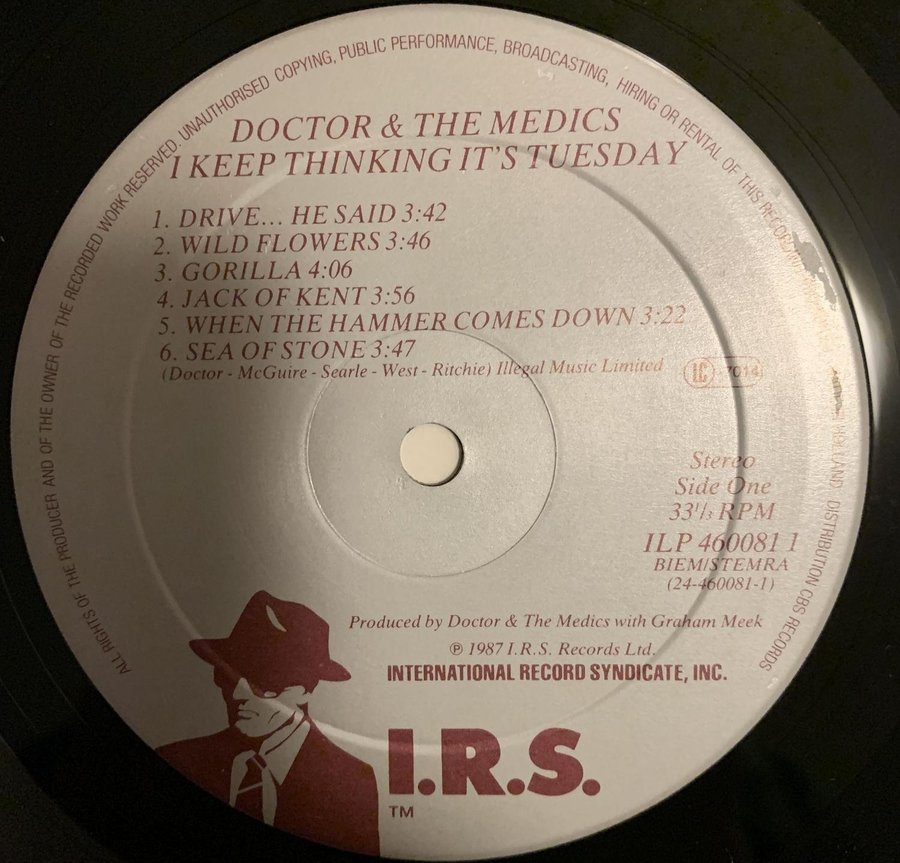 ALL RIGHTS OF THE PRODUCER AND OF THE OWNER OF THE RECORDED WORK RESERVED. UNAUTHORISED COPYING, PUBLIC PERFORMANCE, BROADCASTING, HIRING OR RENTAL OF THIS RECORD HOLLAND DISTRIBUTION CBS RECORDS
DOCTOR & THE MEDICS
I KEEP THINKING IT'S TUESDAY
1. DRIVE... HE SAID 3:42
2. WILD FLOWERS 3:46
3. GORILLA 4:06
4. JACK OF KENT 3:56
5. WHEN THE HAMMER COMES DOWN 3:22
6. SEA OF STONE 3:47
(Doctor - McGuire - Searle - West - Ritchie) Illegal Music Limited
LC 7014
Stereo
Side One
33 1/3 RPM
ILP 460081 1
BIEM/STEMRA
(24-460081-1)
Produced by Doctor & The Medics with Graham Meek
℗ 1987 I.R.S. Records Ltd.
INTERNATIONAL RECORD SYNDICATE, INC.
I.R.S.
TM